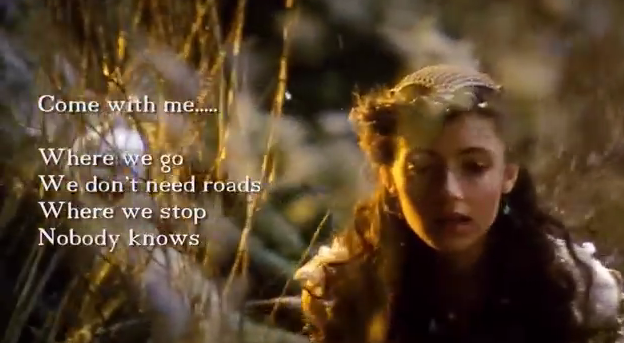 Come with me.....
Where we go
We don't need roads
Where we stop
Nobody knows